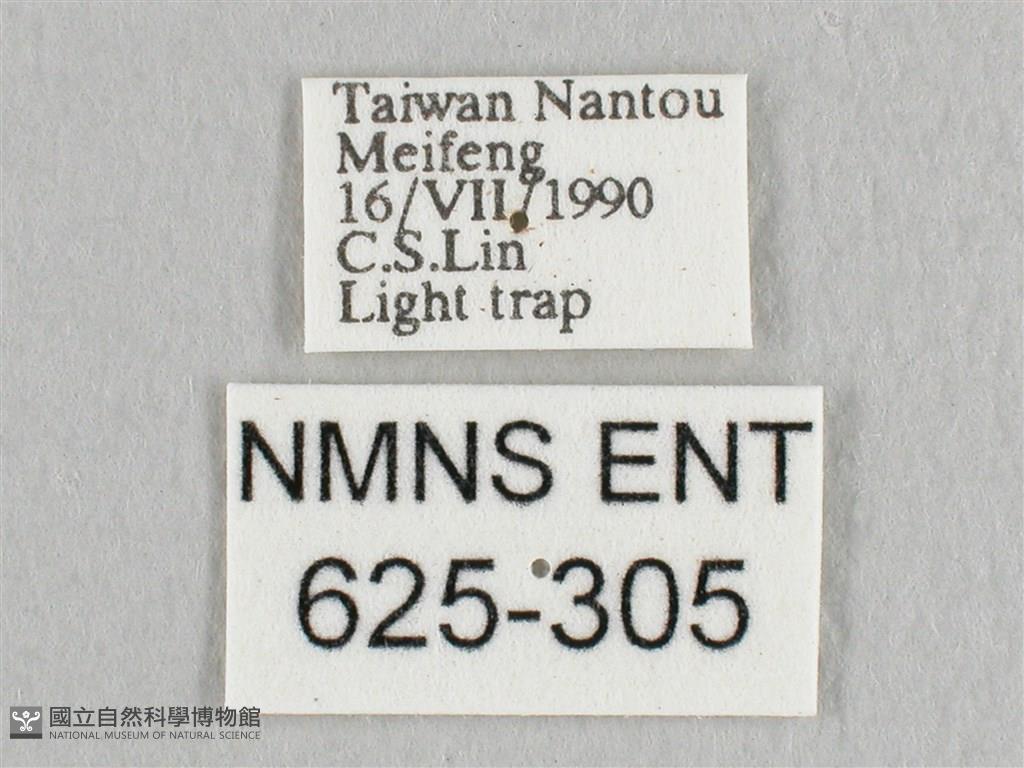 Taiwan Nantou
Meifeng
16/VII/1990
C.S.Lin
Light trap
NMNS ENT
625-305
國立自然科學博物館
NATIONAL MUSEUM OF NATURAL SCIENCE